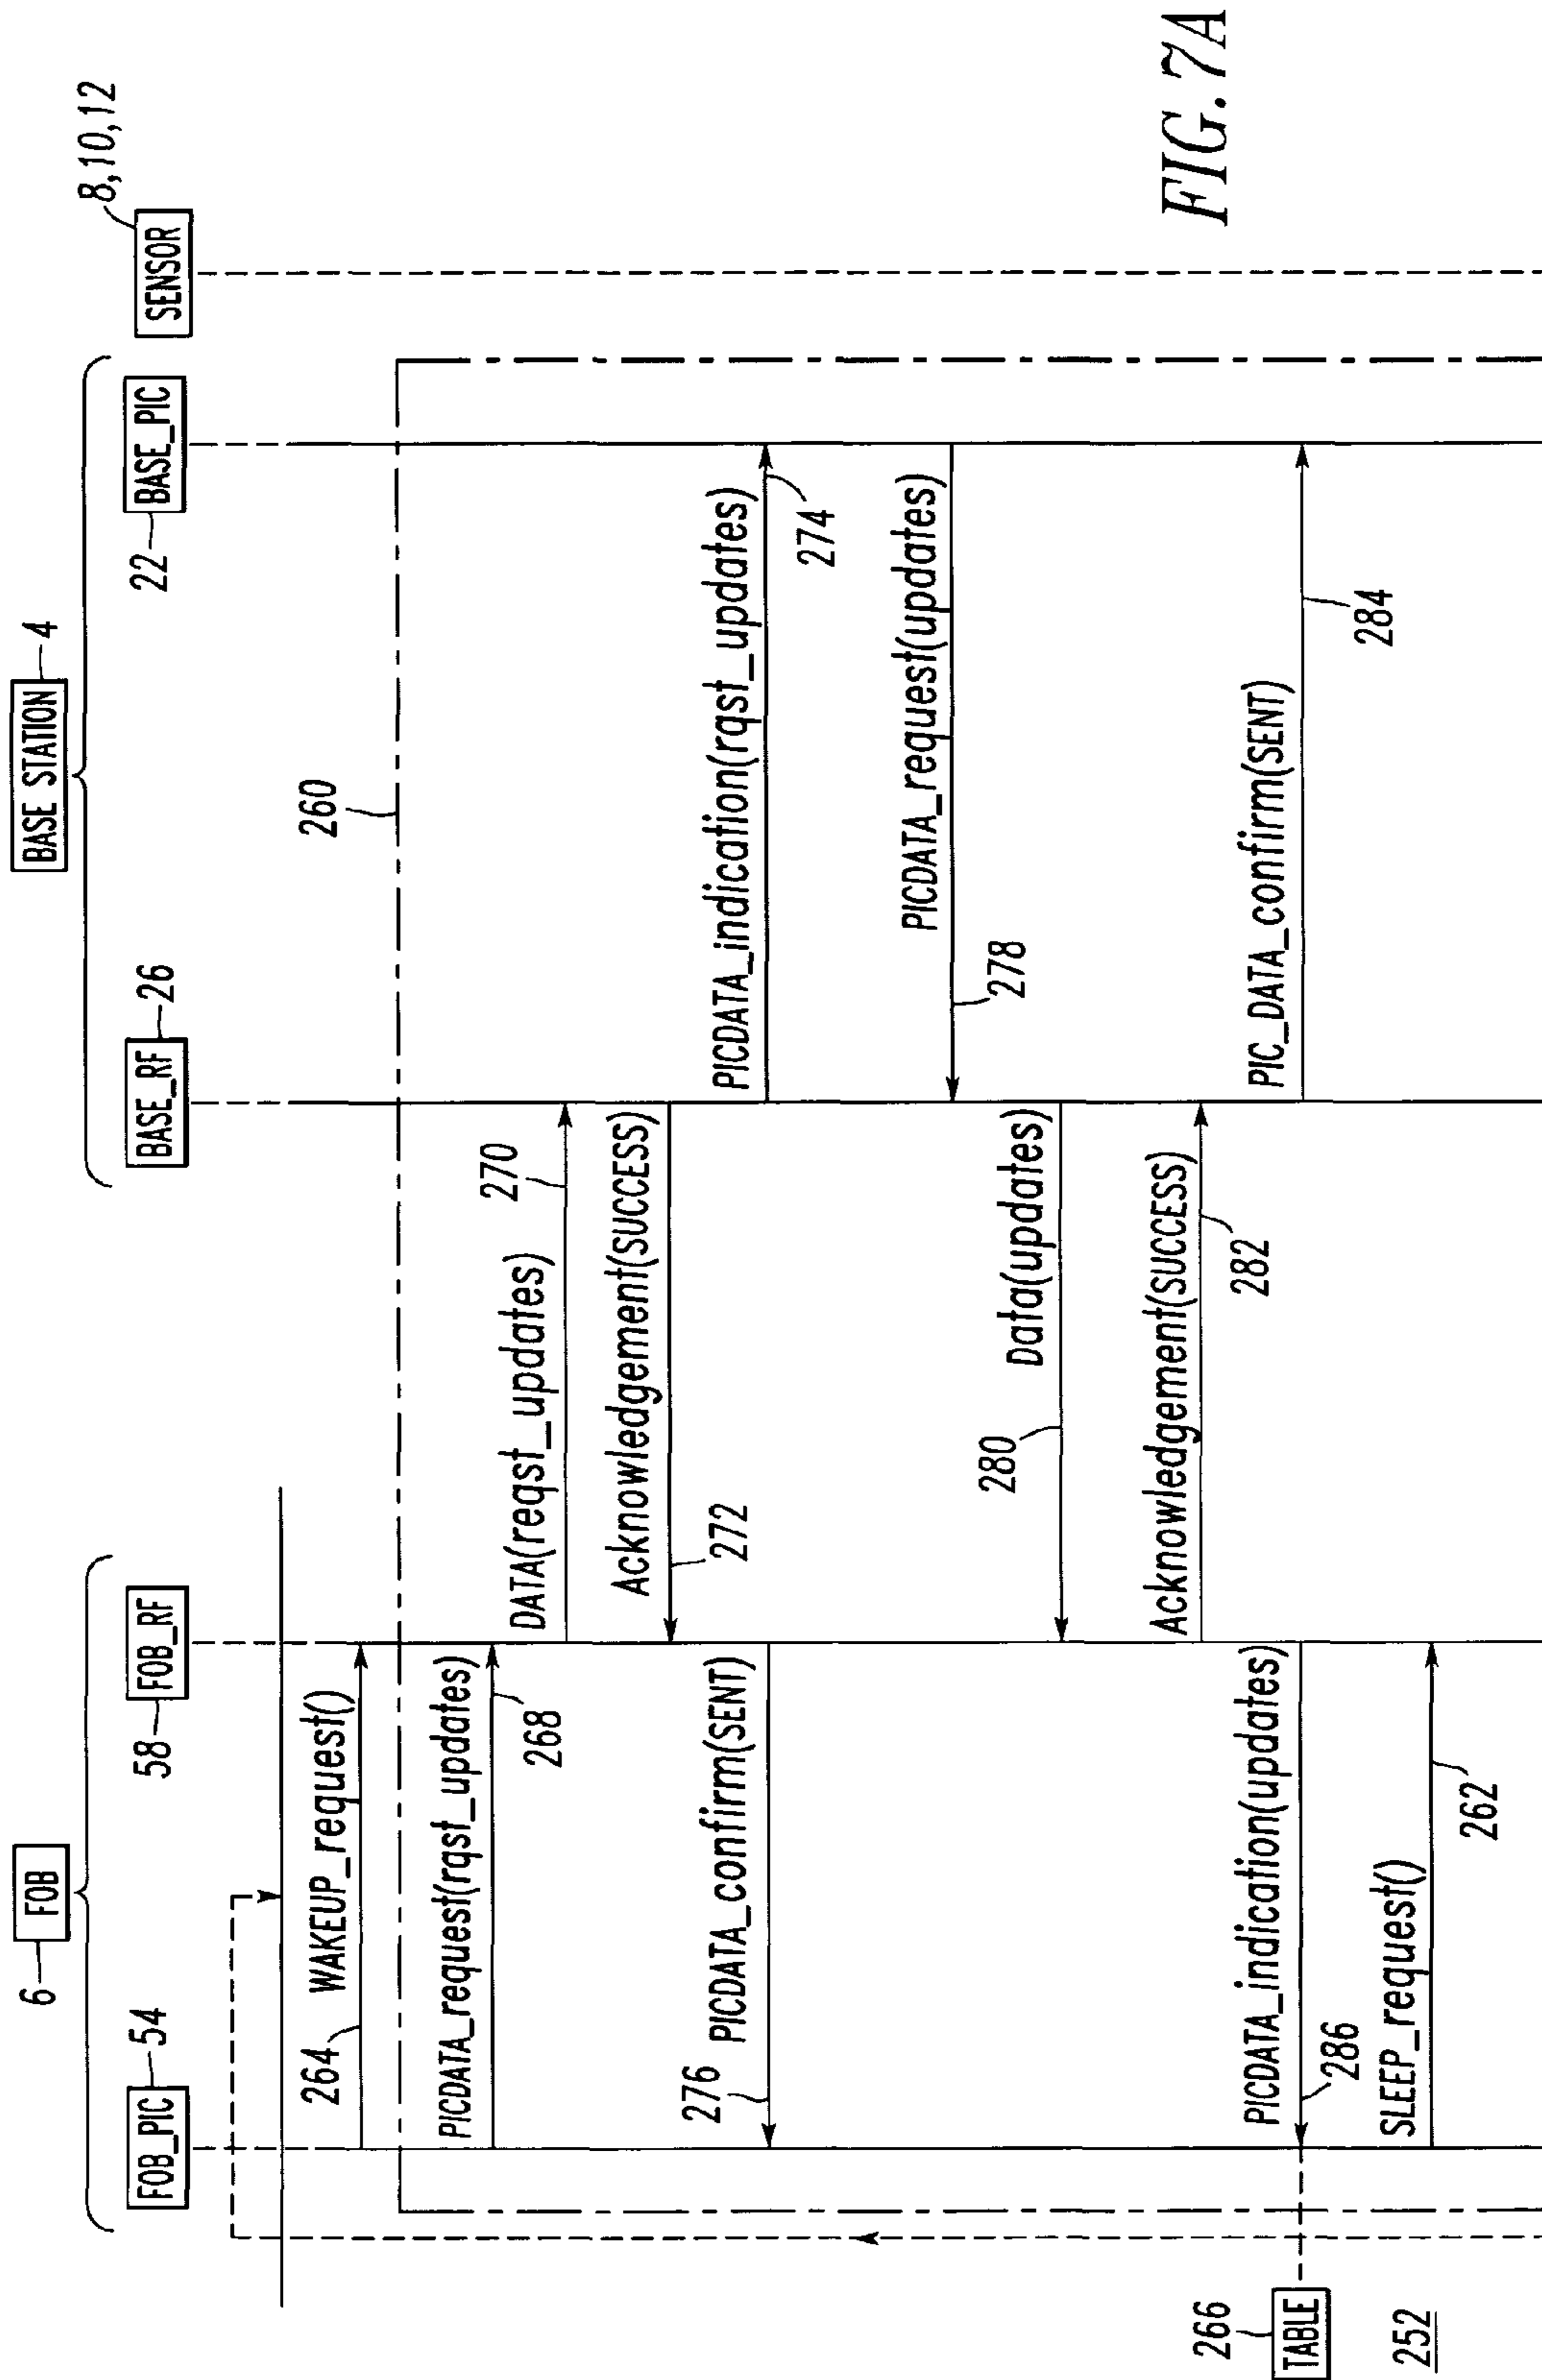 6 FOB
BASE STATION 4
FOB_PIC 54
58 FOB_RF
BASE_RF 26
22 BASE_PIC
SENSOR
8,10,12
264
WAKEUP_request()
260
PICDATA_request(rqst_updates)
268
DATA(reqst_updates)
270
Acknowledgement(SUCCESS)
272
276
PICDATA_confirm(SENT)
PICDATA_indication(rqst_updates)
274
PICDATA_request(updates)
278
Data(updates)
280
Acknowledgement(SUCCESS)
282
PIC_DATA_confirm(SENT)
284
266
TABLE
PICDATA_indication(updates)
286
SLEEP_request()
262
252
FIG. 7A